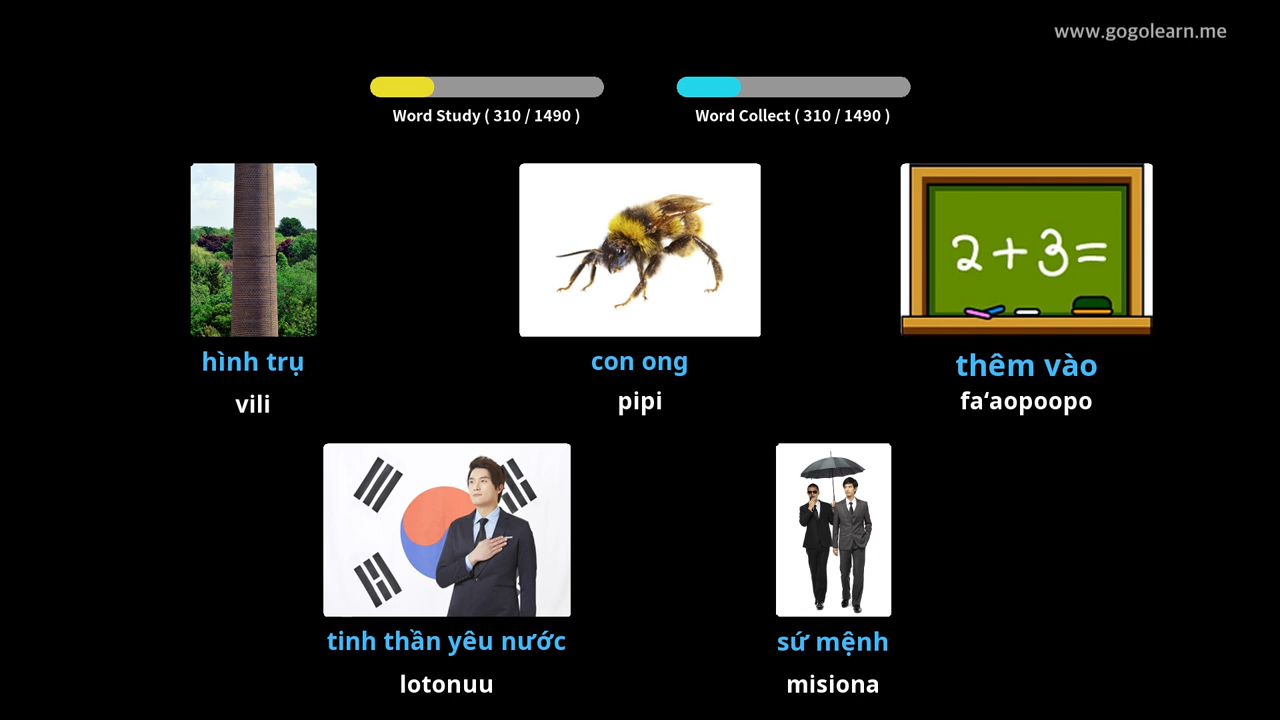 www.gogolearn.me
Word Study ( 310 / 1490 )
Word Collect ( 310 / 1490 )
hình trụ
vili
con ong
pipi
2 + 3 =
thêm vào
fa‘aopoopo
tinh thần yêu nước
lotonuu
sứ mệnh
misiona